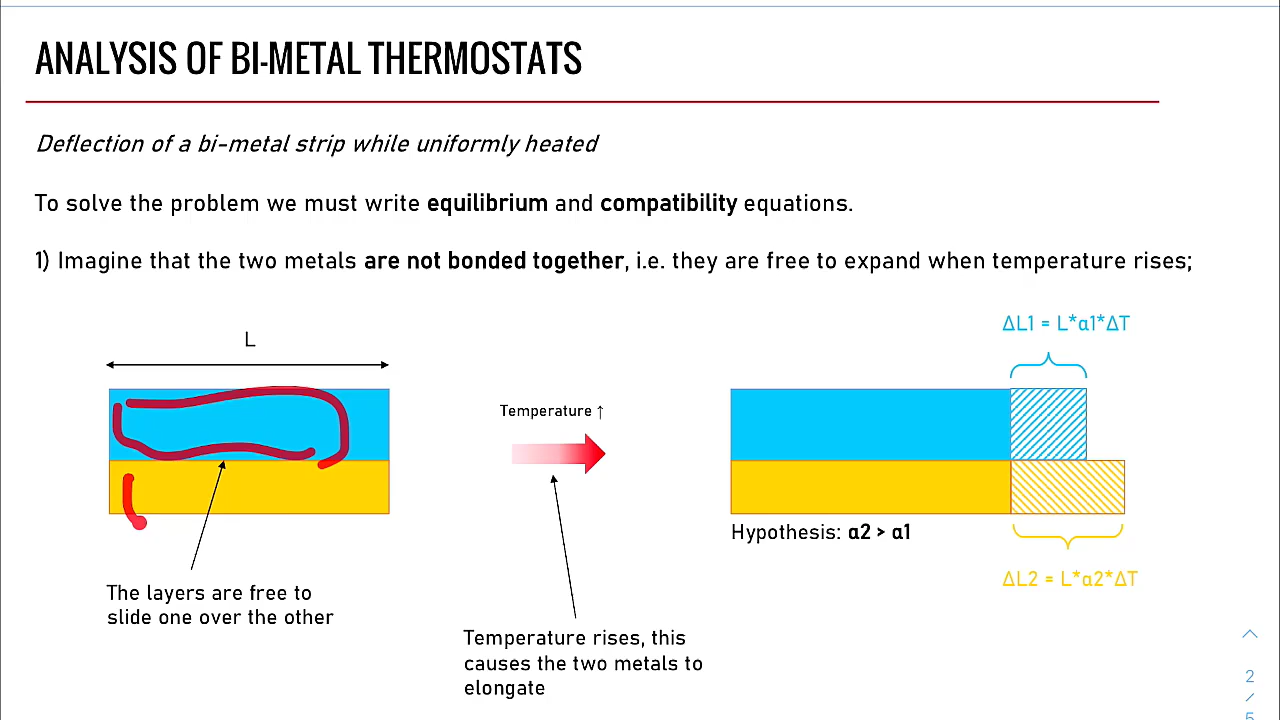 ANALYSIS OF BI-METAL THERMOSTATS
Deflection of a bi-metal strip while uniformly heated
To solve the problem we must write equilibrium and compatibility equations.
1) Imagine that the two metals are not bonded together, i.e. they are free to expand when temperature rises;
L
ΔL1 = L*α1*ΔT
Temperature ↑
Hypothesis: α2 > α1
ΔL2 = L*α2*ΔT
The layers are free to
slide one over the other
Temperature rises, this
causes the two metals to
elongate
2
/
5